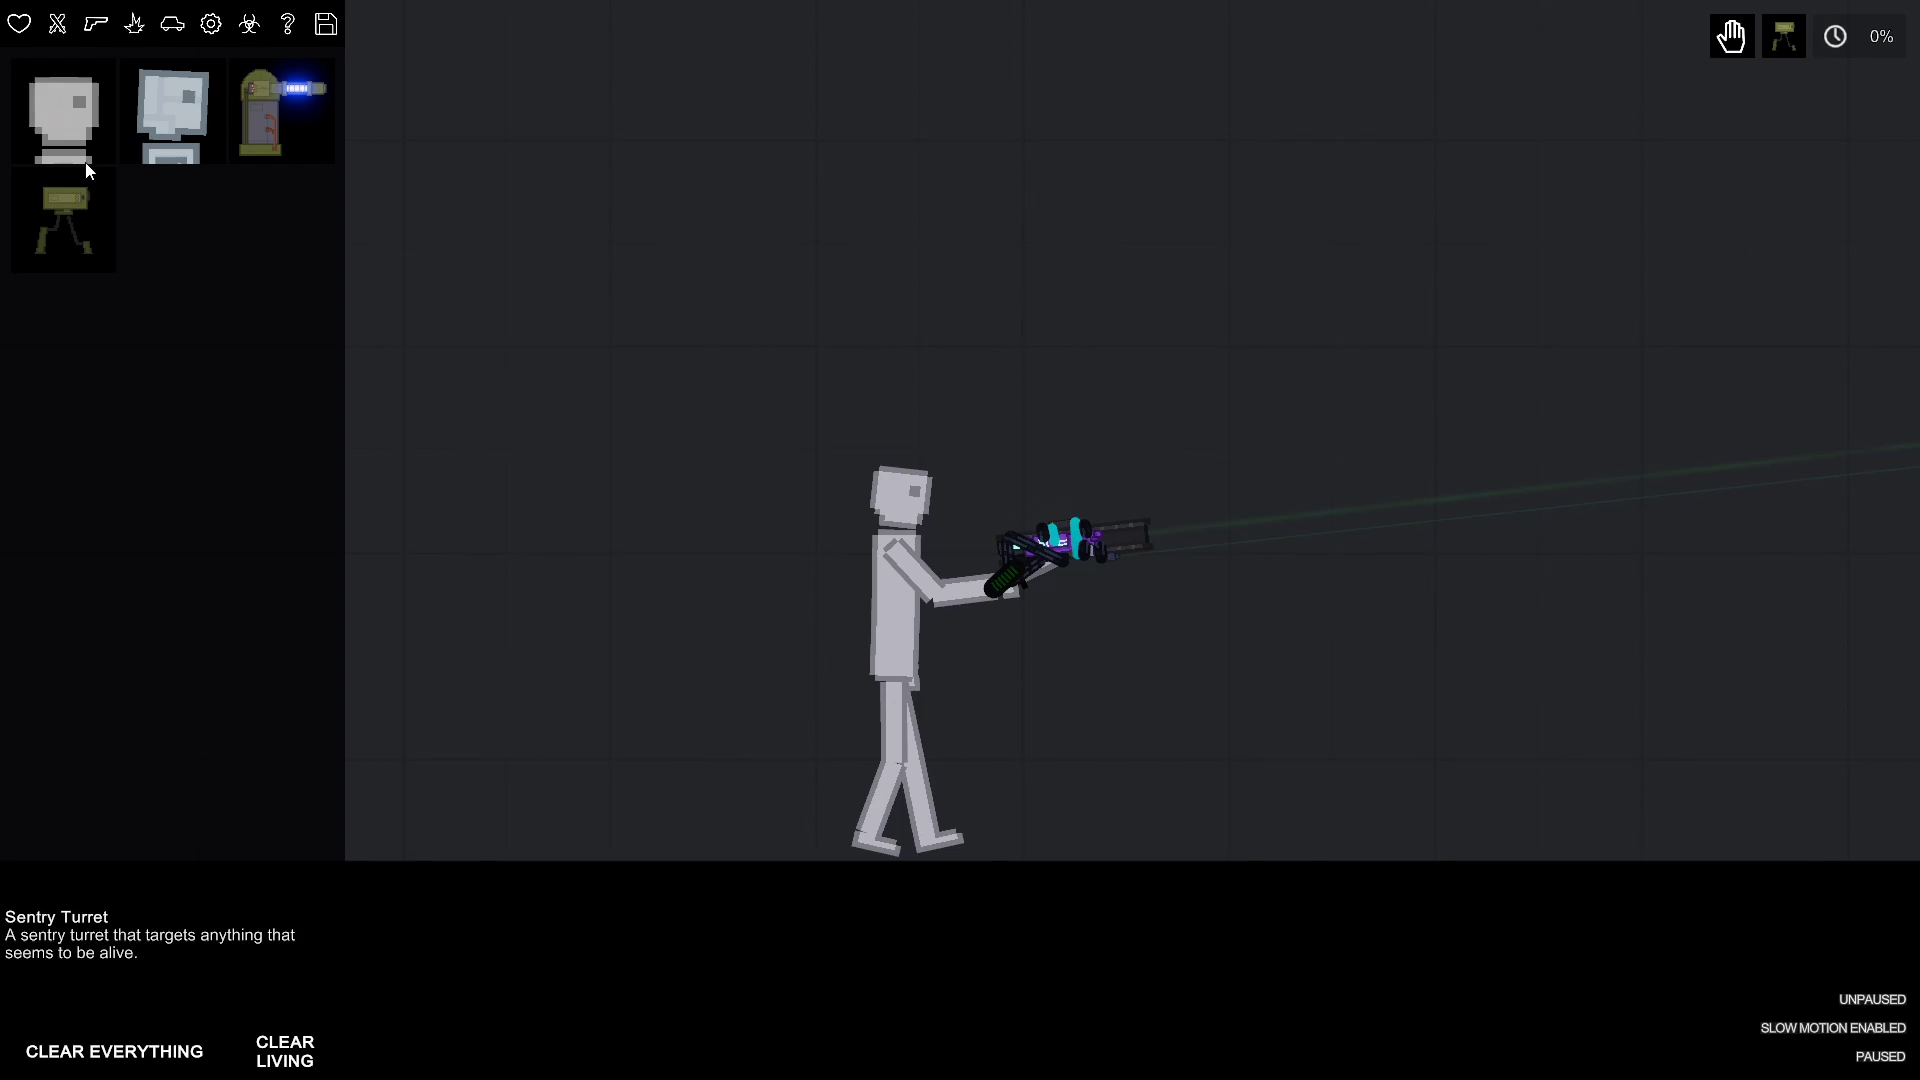 0%
Sentry Turret
A sentry turret that targets anything that
seems to be alive.
CLEAR EVERYTHING
CLEAR
LIVING
UNPAUSED
SLOW MOTION ENABLED
PAUSED